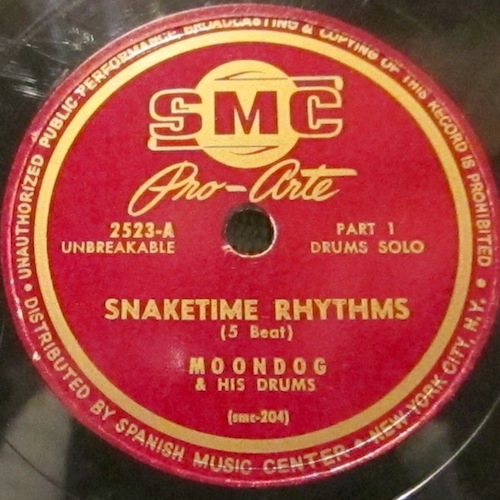 UNAUTHORIZED PUBLIC PERFORMANCE, BROADCASTING & COPYING OF THIS RECORD IS PROHIBITED
SMC
Pro-Arte
2523-A
UNBREAKABLE
PART 1
DRUMS SOLO
SNAKETIME RHYTHMS
(5 Beat)
MOONDOG
& HIS DRUMS
(smc-204)
• DISTRIBUTED BY SPANISH MUSIC CENTER • NEW YORK CITY, N.Y. •